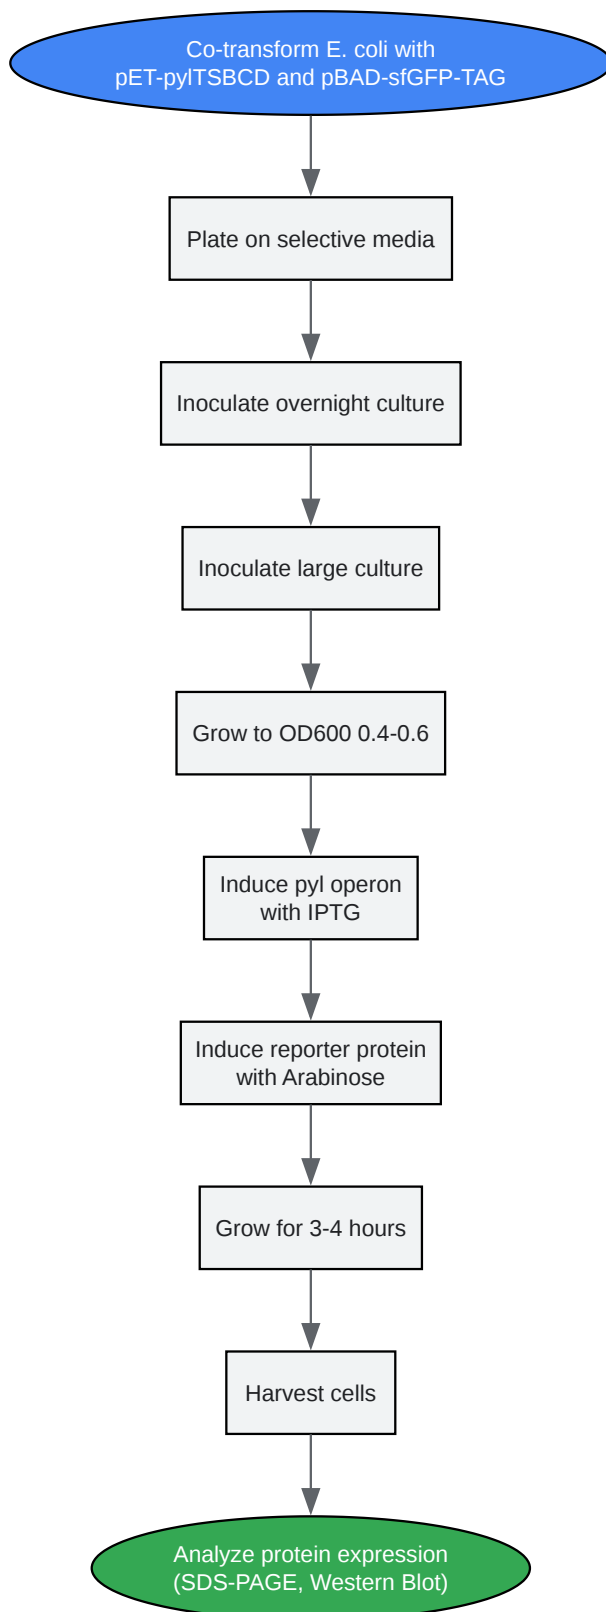 Co-transform E. coli with
pET-pylTSBCD and pBAD-sfGFP-TAG
Plate on selective media
Inoculate overnight culture
Inoculate large culture
Grow to OD600 0.4-0.6
Induce pyl operon
with IPTG
Induce reporter protein
with Arabinose
Grow for 3-4 hours
Harvest cells
Analyze protein expression
(SDS-PAGE, Western Blot)